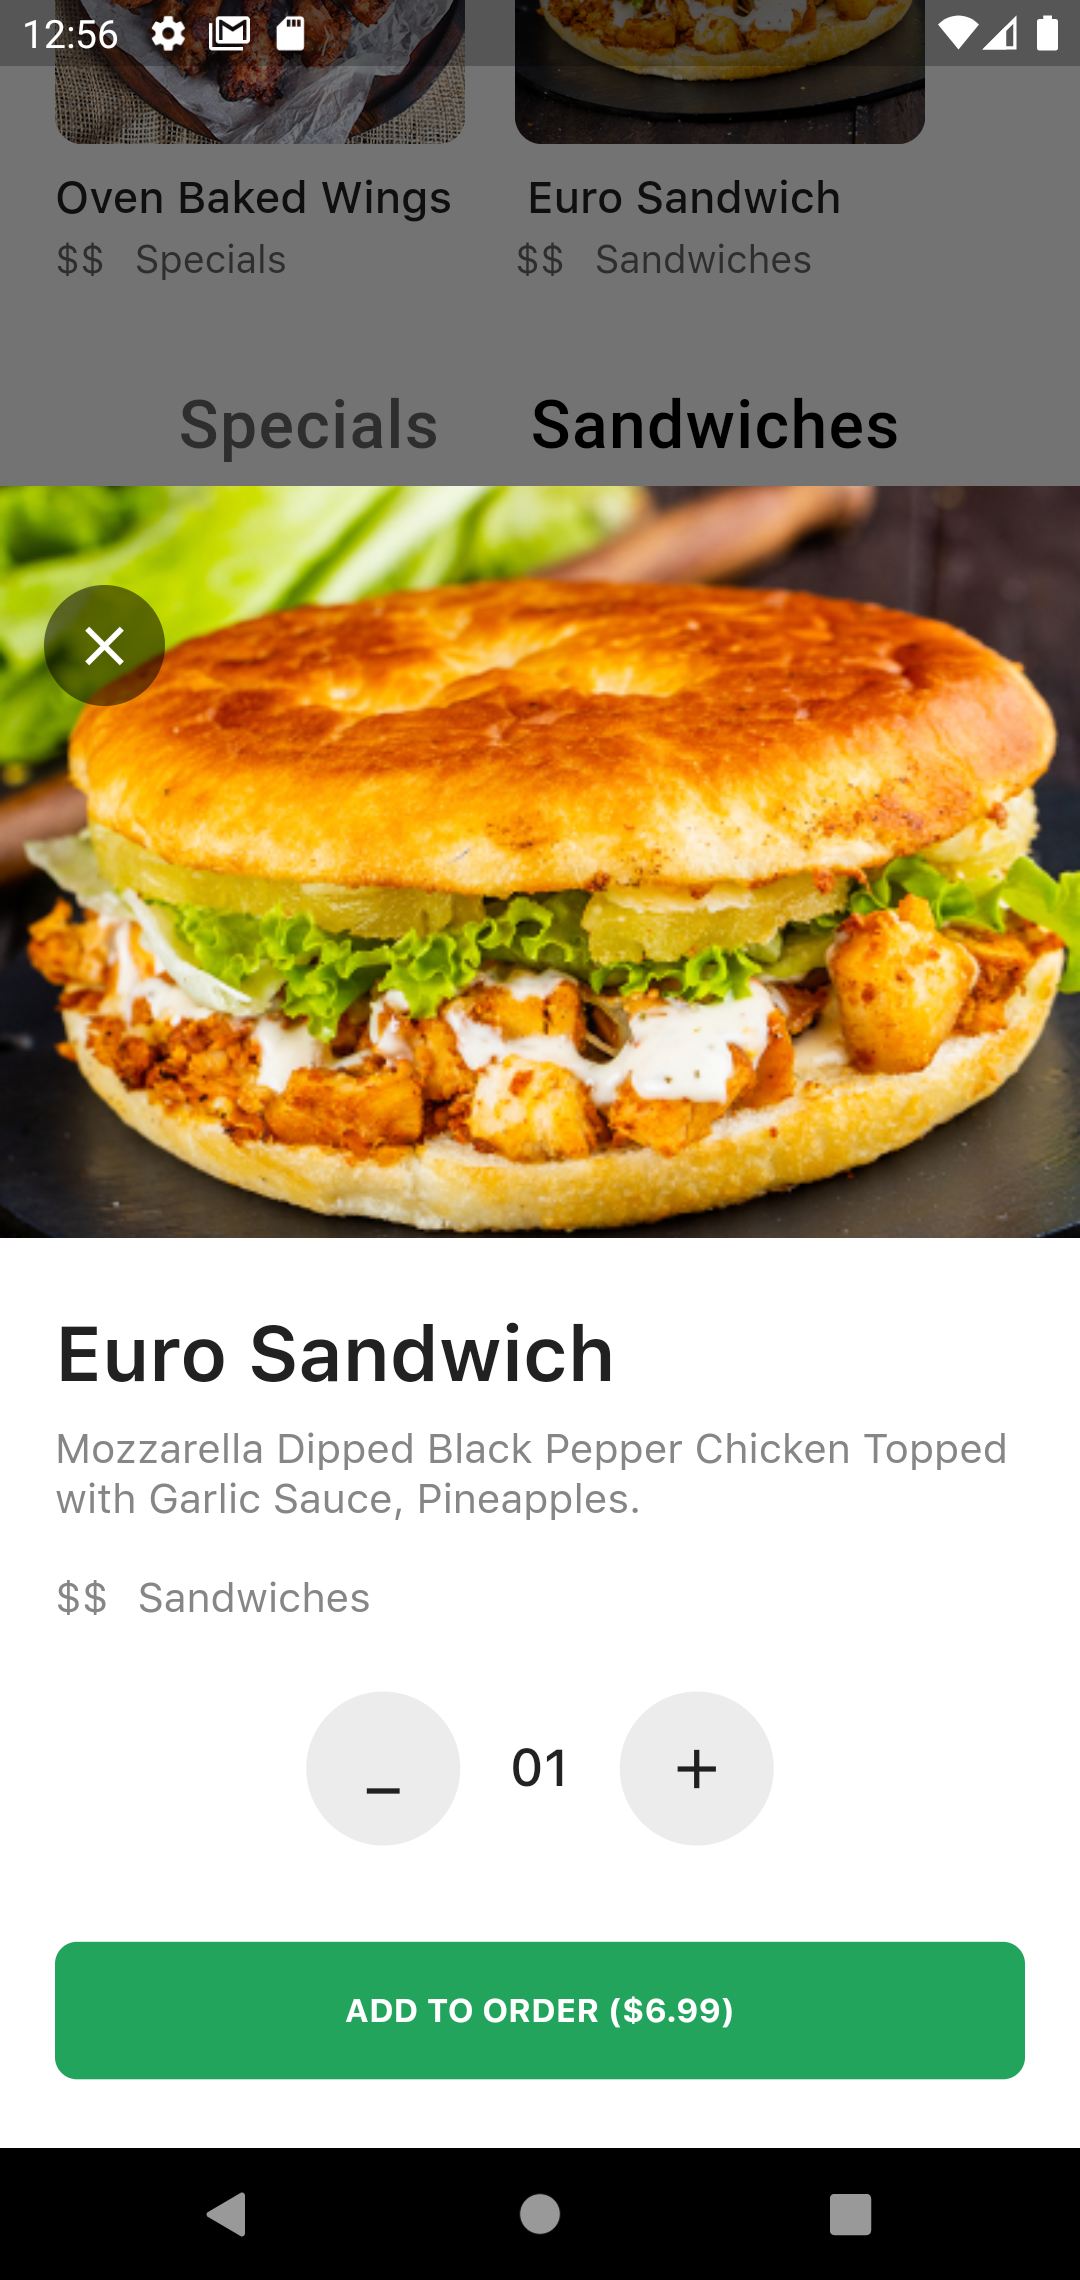 12:56
Oven Baked Wings
Euro Sandwich
$$ Specials
$$ Sandwiches
Specials
Sandwiches
Euro Sandwich
Mozzarella Dipped Black Pepper Chicken Topped
with Garlic Sauce, Pineapples.
$$ Sandwiches
01
ADD TO ORDER ($6.99)